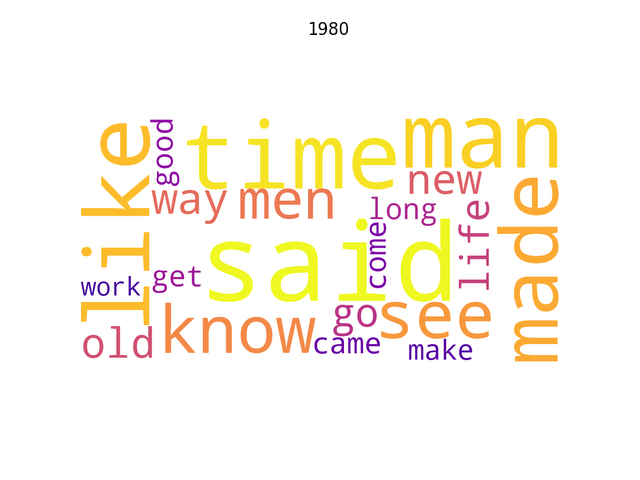 1980
like
good
time
man
way
men
new
long
made
said
come
life
work
get
old
know
go
see
came
make